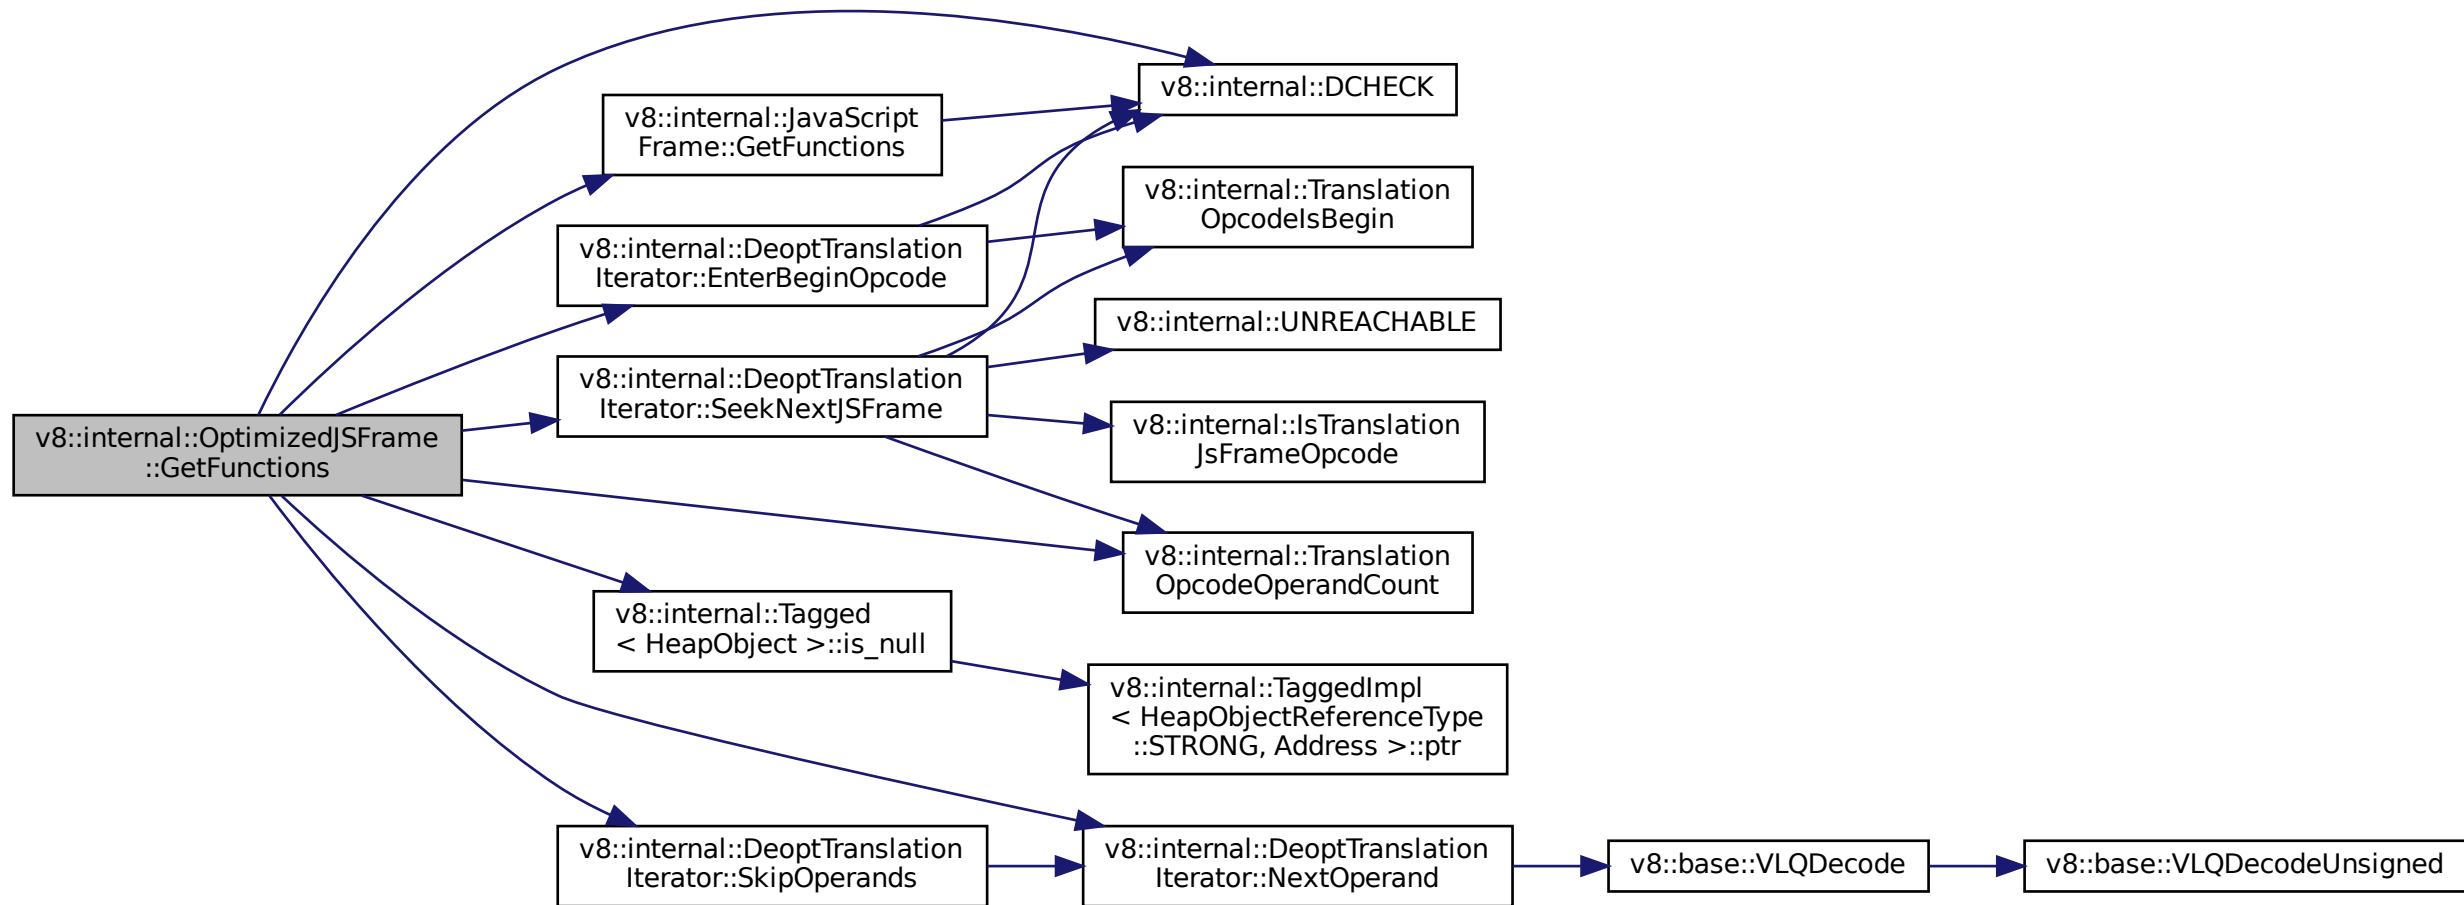 v8::internal::OptimizedJSFrame
::GetFunctions
v8::internal::JavaScript
Frame::GetFunctions
v8::internal::DeoptTranslation
Iterator::EnterBeginOpcode
v8::internal::DeoptTranslation
Iterator::SeekNextJSFrame
v8::internal::Tagged
< HeapObject >::is_null
v8::internal::DeoptTranslation
Iterator::SkipOperands
v8::internal::DCHECK
v8::internal::Translation
OpcodeIsBegin
v8::internal::UNREACHABLE
v8::internal::IsTranslation
JsFrameOpcode
v8::internal::Translation
OpcodeOperandCount
v8::internal::TaggedImpl
< HeapObjectReferenceType
::STRONG, Address >::ptr
v8::internal::DeoptTranslation
Iterator::NextOperand
v8::base::VLQDecode
v8::base::VLQDecodeUnsigned